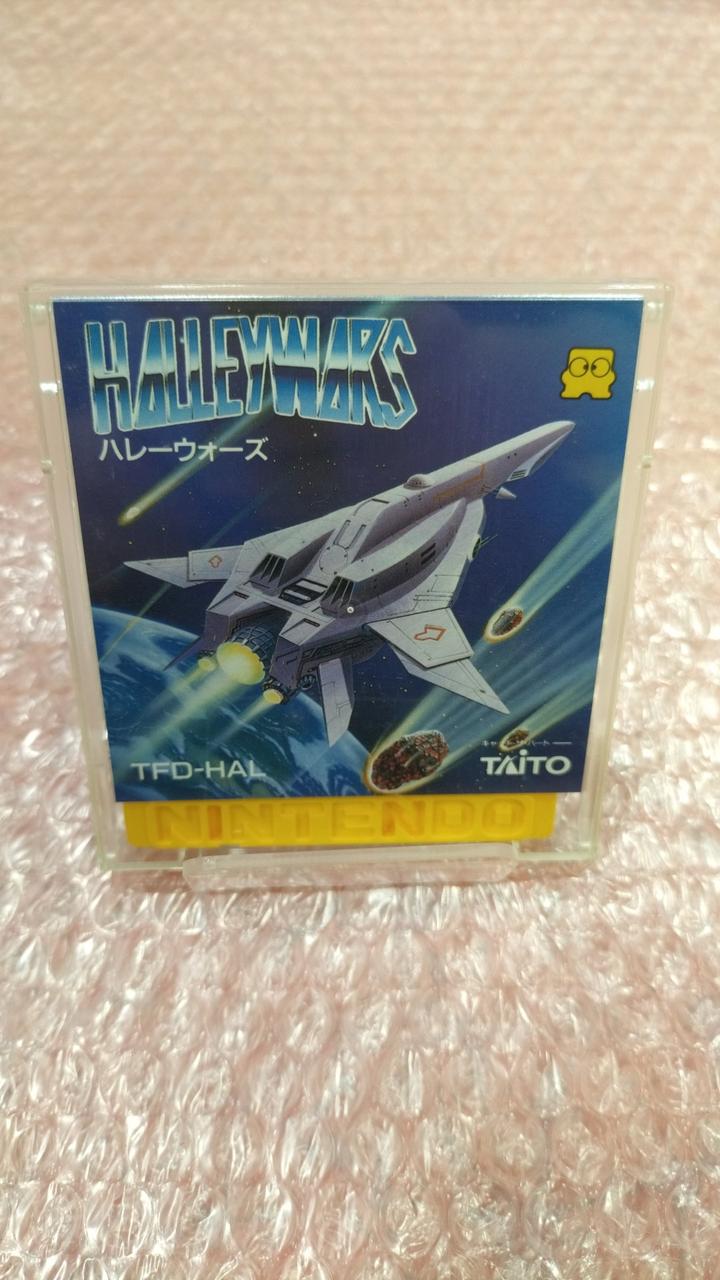 HALLEYWARS
ハレーウォーズ
TFD-HAL
TAITO
NINTENDO